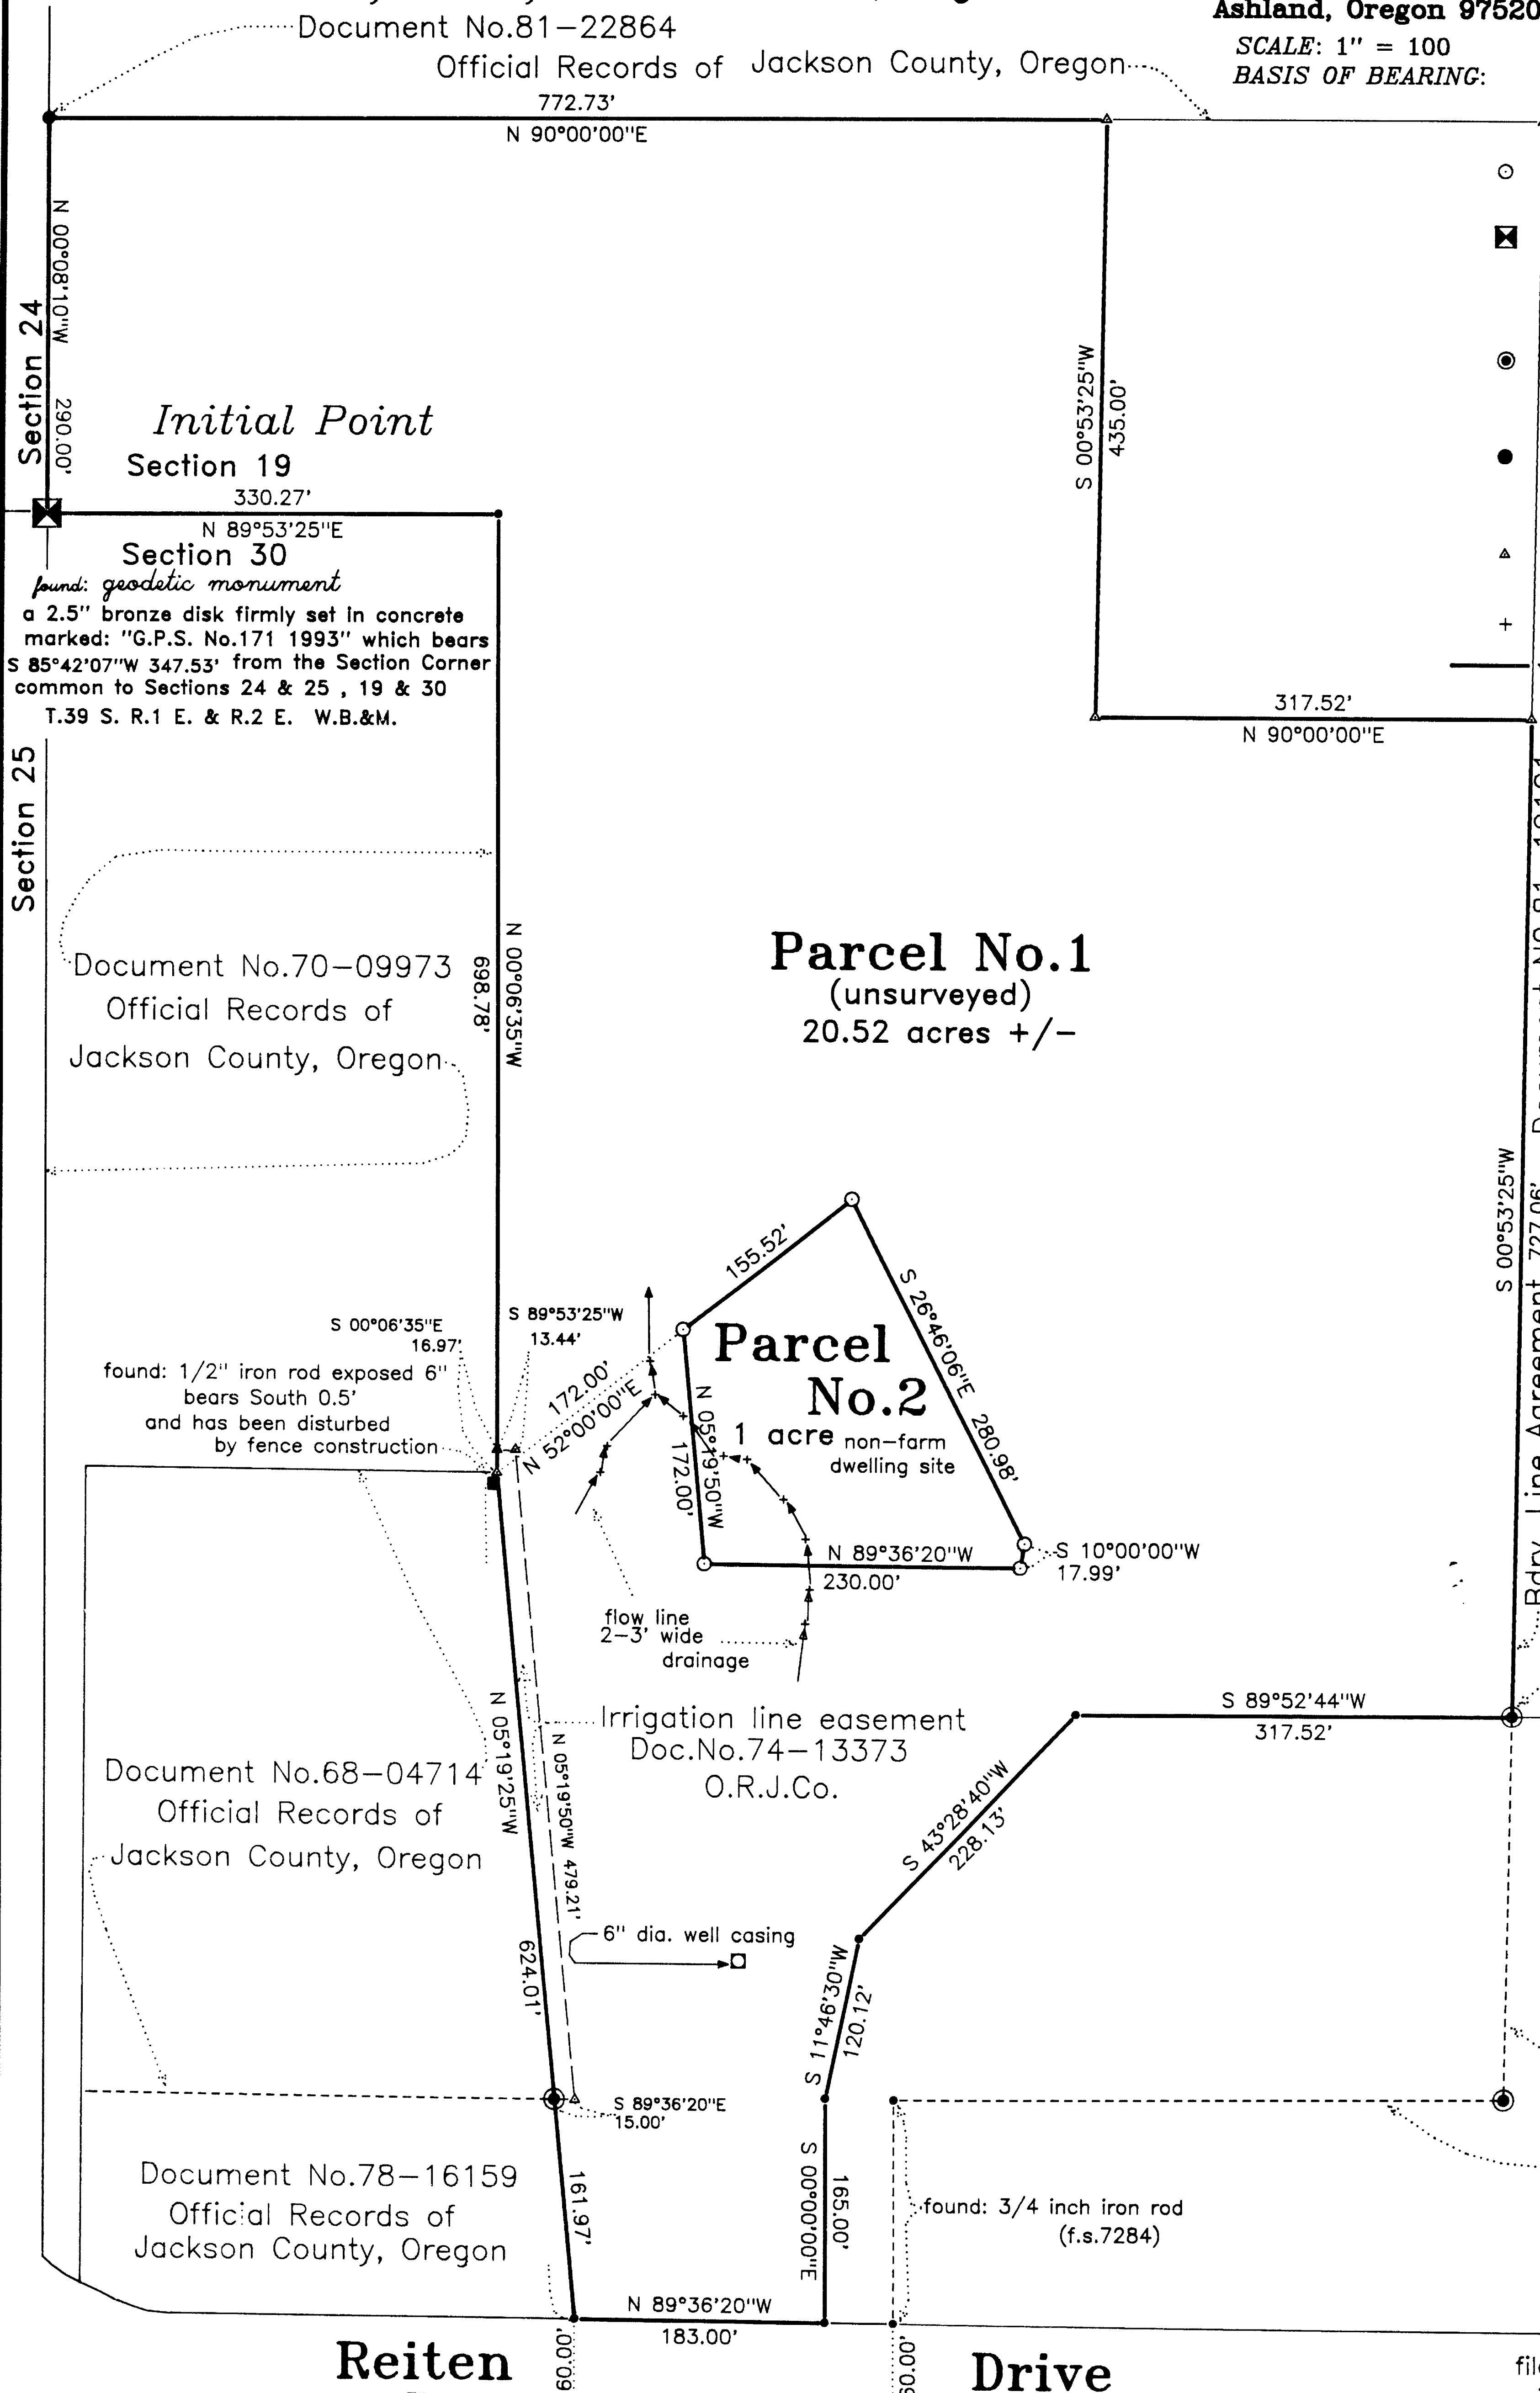 Ashland, Oregon 97520
SCALE: 1" = 100
BASIS OF BEARING:
Document No.81-22864
Official Records of Jackson County, Oregon
772.73'
N 90°00'00"E
N 00°08'10"W
290.00'
Section 24
Initial Point
Section 19
330.27'
N 89°53'25"E
Section 30
found: geodetic monument
a 2.5" bronze disk firmly set in concrete
marked: "G.P.S. No.171 1993" which bears
S 85°42'07"W 347.53' from the Section Corner
common to Sections 24 & 25 , 19 & 30
T.39 S. R.1 E. & R.2 E. W.B.&M.
Section 25
S 00°53'25"W
435.00'
317.52'
N 90°00'00"E
Document No.70-09973
Official Records of
Jackson County, Oregon
N 00°06'35"W
698.78'
Parcel No.1
(unsurveyed)
20.52 acres +/-
S 00°53'25"W
Bdry. Line Agreement 727.06'
155.52'
S 26°46'06"E 280.98'
S 00°06'35"E
16.97'
S 89°53'25"W
13.44'
found: 1/2" iron rod exposed 6"
bears South 0.5'
and has been disturbed
by fence construction
172.00'
N 52°00'00"E
Parcel
No.2
1 acre non-farm
dwelling site
N 05°19'50"W
172.00'
N 89°36'20"W
230.00'
S 10°00'00"W
17.99'
flow line
2-3' wide
drainage
Irrigation line easement
Doc.No.74-13373
O.R.J.Co.
N 05°19'25"W
624.01'
N 05°19'50"W 479.21'
S 89°52'44"W
317.52'
S 43°28'40"W
228.13'
Document No.68-04714
Official Records of
Jackson County, Oregon
6" dia. well casing
S 11°46'30"W
120.12'
S 89°36'20"E
15.00'
Document No.78-16159
Official Records of
Jackson County, Oregon
161.97'
S 00°00'00"E
165.00'
found: 3/4 inch iron rod
(f.s.7284)
N 89°36'20"W
183.00'
Reiten Drive
60.00'